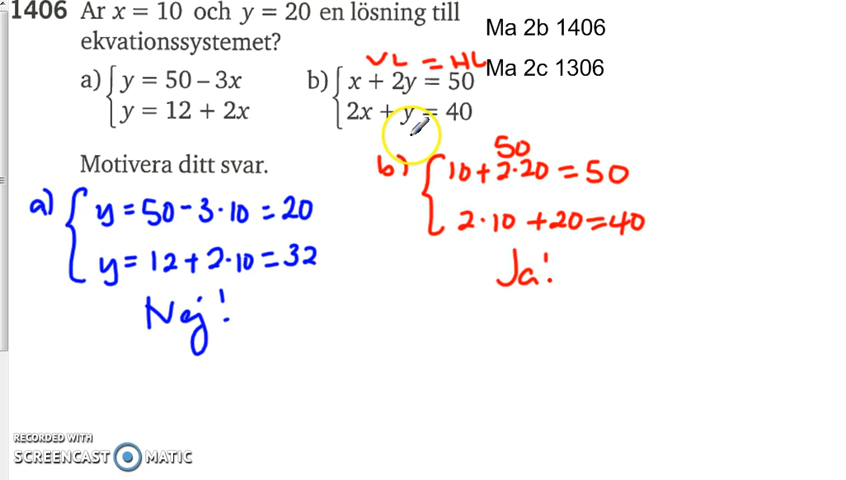 1406 Är x = 10 och y = 20 en lösning till
ekvationssystemet?
Ma 2b 1406
Ma 2c 1306
VL = HL
a) y = 50 – 3x
y = 12 + 2x
b) x + 2y = 50
2x + y = 40
Motivera ditt svar.
a) y = 50 - 3·10 = 20
y = 12 + 2·10 = 32
Nej!
50
b) 10 + 2·20 = 50
2·10 + 20 = 40
Ja!
RECORDED WITH
SCREENCAST MATIC